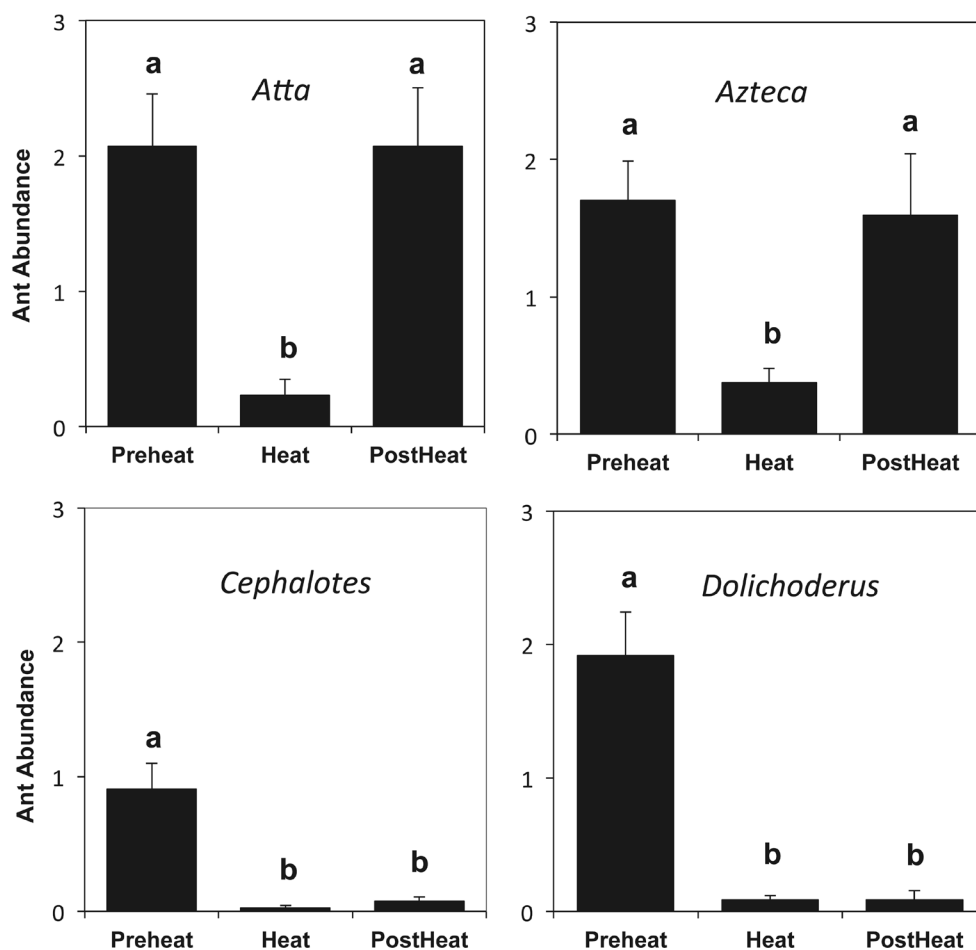 3
a
Atta
a
2
1
b
0
Preheat Heat PostHeat
Ant Abundance
3
Azteca
a
a
2
1
b
0
Preheat Heat PostHeat
3
Cephalotes
2
a
1
b
b
0
Preheat Heat PostHeat
Ant Abundance
3
a
Dolichoderus
2
1
b
b
0
Preheat Heat PostHeat